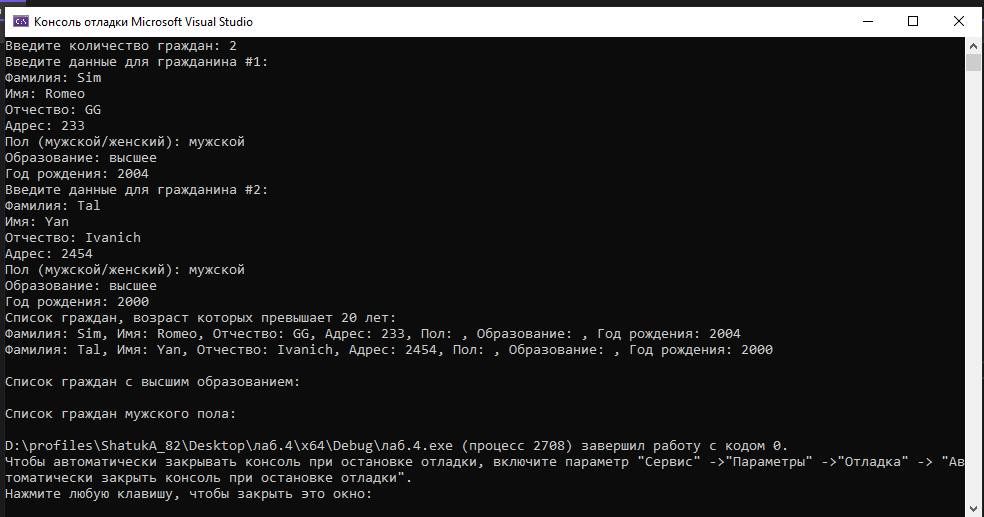 Консоль отладки Microsoft Visual Studio
Введите количество граждан: 2
Введите данные для гражданина #1:
Фамилия: Sim
Имя: Romeo
Отчество: GG
Адрес: 233
Пол (мужской/женский): мужской
Образование: высшее
Год рождения: 2004
Введите данные для гражданина #2:
Фамилия: Tal
Имя: Yan
Отчество: Ivanich
Адрес: 2454
Пол (мужской/женский): мужской
Образование: высшее
Год рождения: 2000
Список граждан, возраст которых превышает 20 лет:
Фамилия: Sim, Имя: Romeo, Отчество: GG, Адрес: 233, Пол: , Образование: , Год рождения: 2004
Фамилия: Tal, Имя: Yan, Отчество: Ivanich, Адрес: 2454, Пол: , Образование: , Год рождения: 2000
Список граждан с высшим образованием:
Список граждан мужского пола:
D:\profiles\ShatukA_82\Desktop\лаб.4\x64\Debug\лаб.4.exe (процесс 2708) завершил работу с кодом 0.
Чтобы автоматически закрывать консоль при остановке отладки, включите параметр "Сервис" ->"Параметры" ->"Отладка" -> "Ав
томатически закрыть консоль при остановке отладки".
Нажмите любую клавишу, чтобы закрыть это окно: